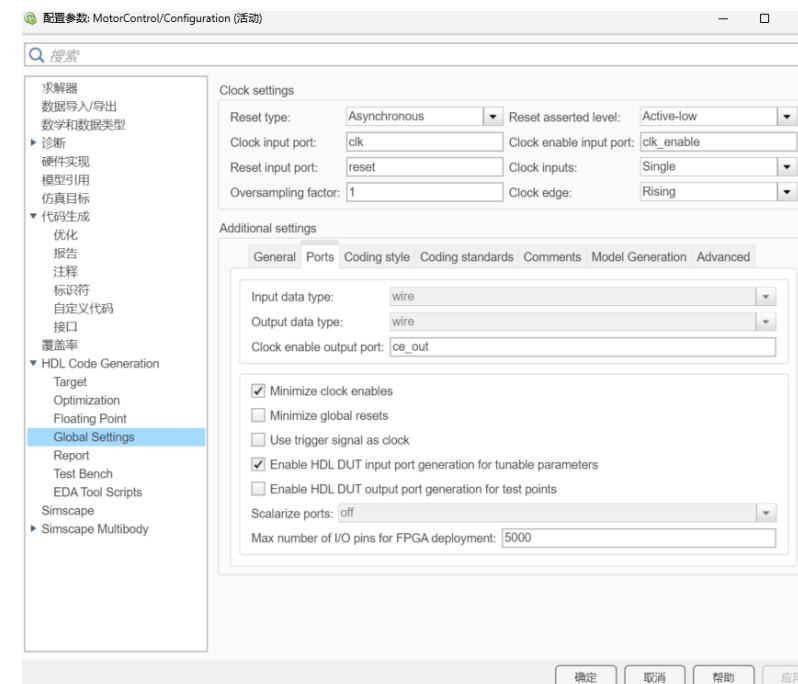 配置参数: MotorControl/Configuration (活动)
搜索
求解器
数据导入/导出
数学和数据类型
诊断
硬件实现
模型引用
仿真目标
代码生成
优化
报告
注释
标识符
自定义代码
接口
覆盖率
HDL Code Generation
Target
Optimization
Floating Point
Global Settings
Report
Test Bench
EDA Tool Scripts
Simscape
Simscape Multibody
Clock settings
Reset type: Asynchronous Reset asserted level: Active-low
Clock input port: clk Clock enable input port: clk_enable
Reset input port: reset Clock inputs: Single
Oversampling factor: 1 Clock edge: Rising
Additional settings
General Ports Coding style Coding standards Comments Model Generation Advanced
Input data type: wire
Output data type: wire
Clock enable output port: ce_out
Minimize clock enables
Minimize global resets
Use trigger signal as clock
Enable HDL DUT input port generation for tunable parameters
Enable HDL DUT output port generation for test points
Scalarize ports: off
Max number of I/O pins for FPGA deployment: 5000
确定 取消 帮助 应用